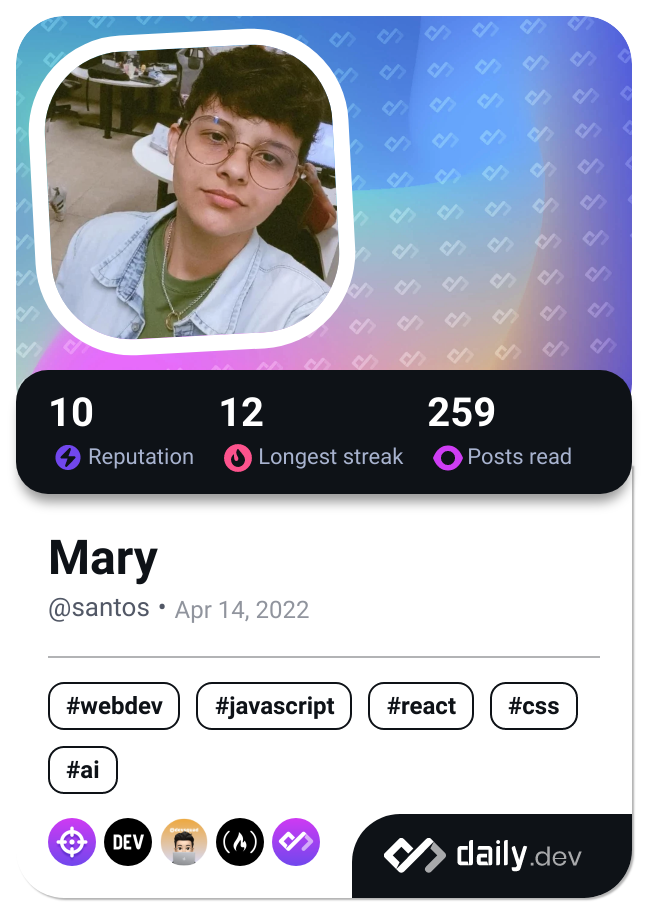 10 12 259
Reputation Longest streak Posts read
Mary
@santos • Apr 14, 2022
#webdev #javascript #react #css
#ai
DEV
daily.dev